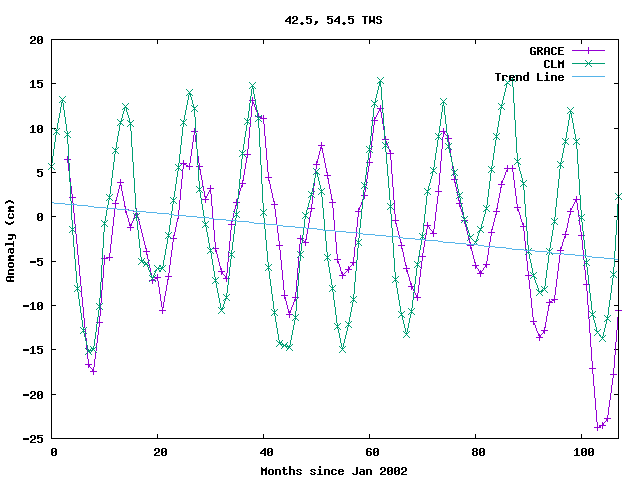 42.5, 54.5 TWS
GRACE
CLM
Trend Line
20
15
10
5
0
-5
-10
-15
-20
-25
Anomaly (cm)
0 20 40 60 80 100
Months since Jan 2002